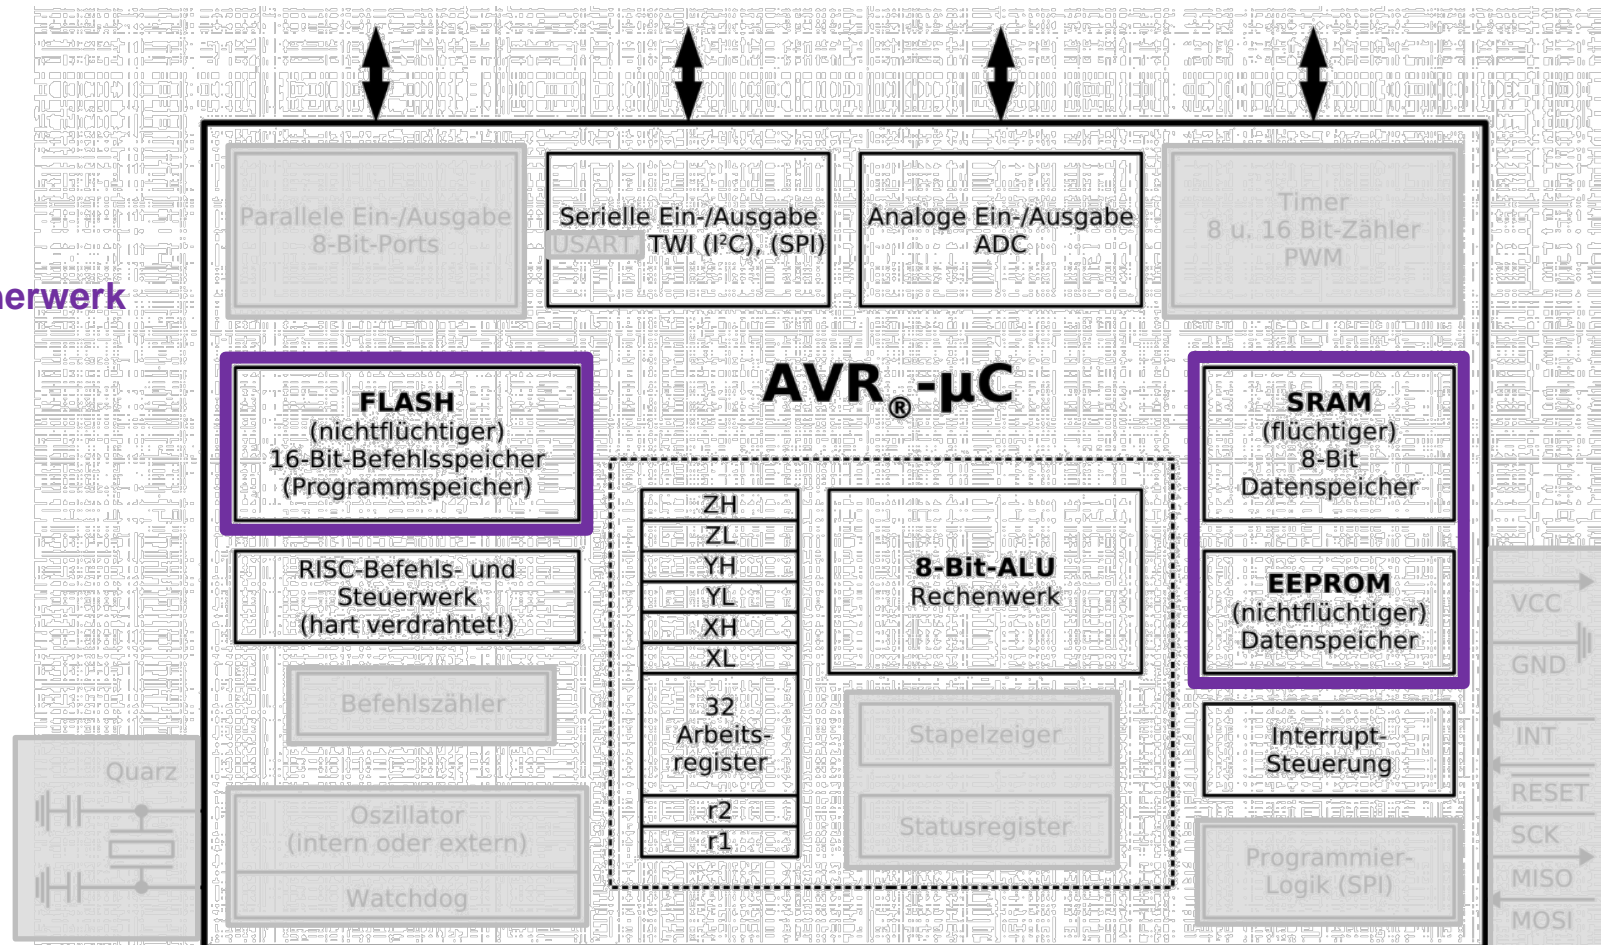 Parallele Ein-/Ausgabe
8-Bit-Ports
Serielle Ein-/Ausgabe
USART, TWI (I²C), (SPI)
Analoge Ein-/Ausgabe
ADC
Timer
8 u. 16 Bit-Zähler
PWM
nerwerk
FLASH
(nichtflüchtiger)
16-Bit-Befehlsspeicher
(Programmspeicher)
AVR®-µC
SRAM
(flüchtiger)
8-Bit
Datenspeicher
RISC-Befehls- und
Steuerwerk
(hart verdrahtet!)
ZH
ZL
YH
YL
XH
XL
32
Arbeits-
register
r2
r1
8-Bit-ALU
Rechenwerk
EEPROM
(nichtflüchtiger)
Datenspeicher
Befehlszähler
Stapelzeiger
Statusregister
Interrupt-
Steuerung
Quarz
Oszillator
(intern oder extern)
Watchdog
Programmier-
Logik (SPI)
VCC
GND
INT
RESET
SCK
MISO
MOSI